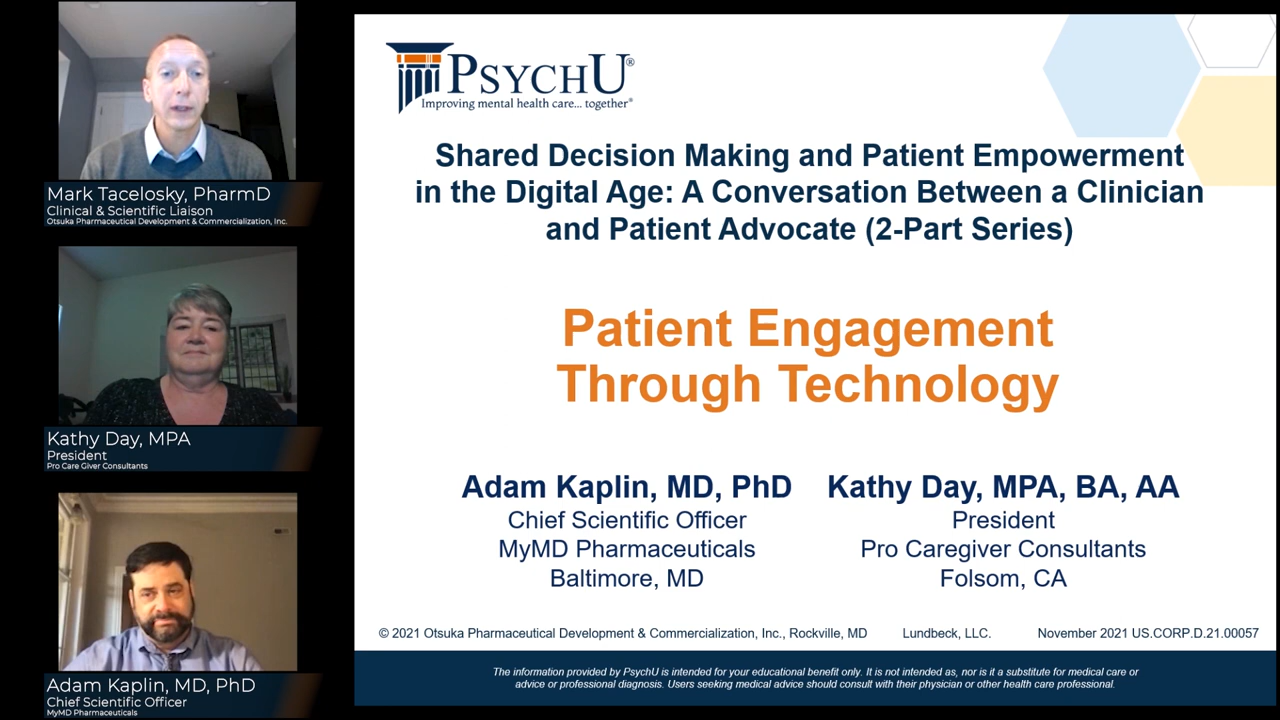 Mark Tacelosky, PharmD
Clinical & Scientific Liaison
Otsuka Pharmaceutical Development & Commercialization, Inc.
Kathy Day, MPA
President
Pro Care Giver Consultants
Adam Kaplin, MD, PhD
Chief Scientific Officer
MyMD Pharmaceuticals
PSYCHU®
Improving mental health care... together®
Shared Decision Making and Patient Empowerment
in the Digital Age: A Conversation Between a Clinician
and Patient Advocate (2-Part Series)
Patient Engagement
Through Technology
Adam Kaplin, MD, PhD
Chief Scientific Officer
MyMD Pharmaceuticals
Baltimore, MD
Kathy Day, MPA, BA, AA
President
Pro Caregiver Consultants
Folsom, CA
© 2021 Otsuka Pharmaceutical Development & Commercialization, Inc., Rockville, MD Lundbeck, LLC. November 2021 US.CORP.D.21.00057
The information provided by PsychU is intended for your educational benefit only. It is not intended as, nor is it a substitute for medical care or
advice or professional diagnosis. Users seeking medical advice should consult with their physician or other health care professional.